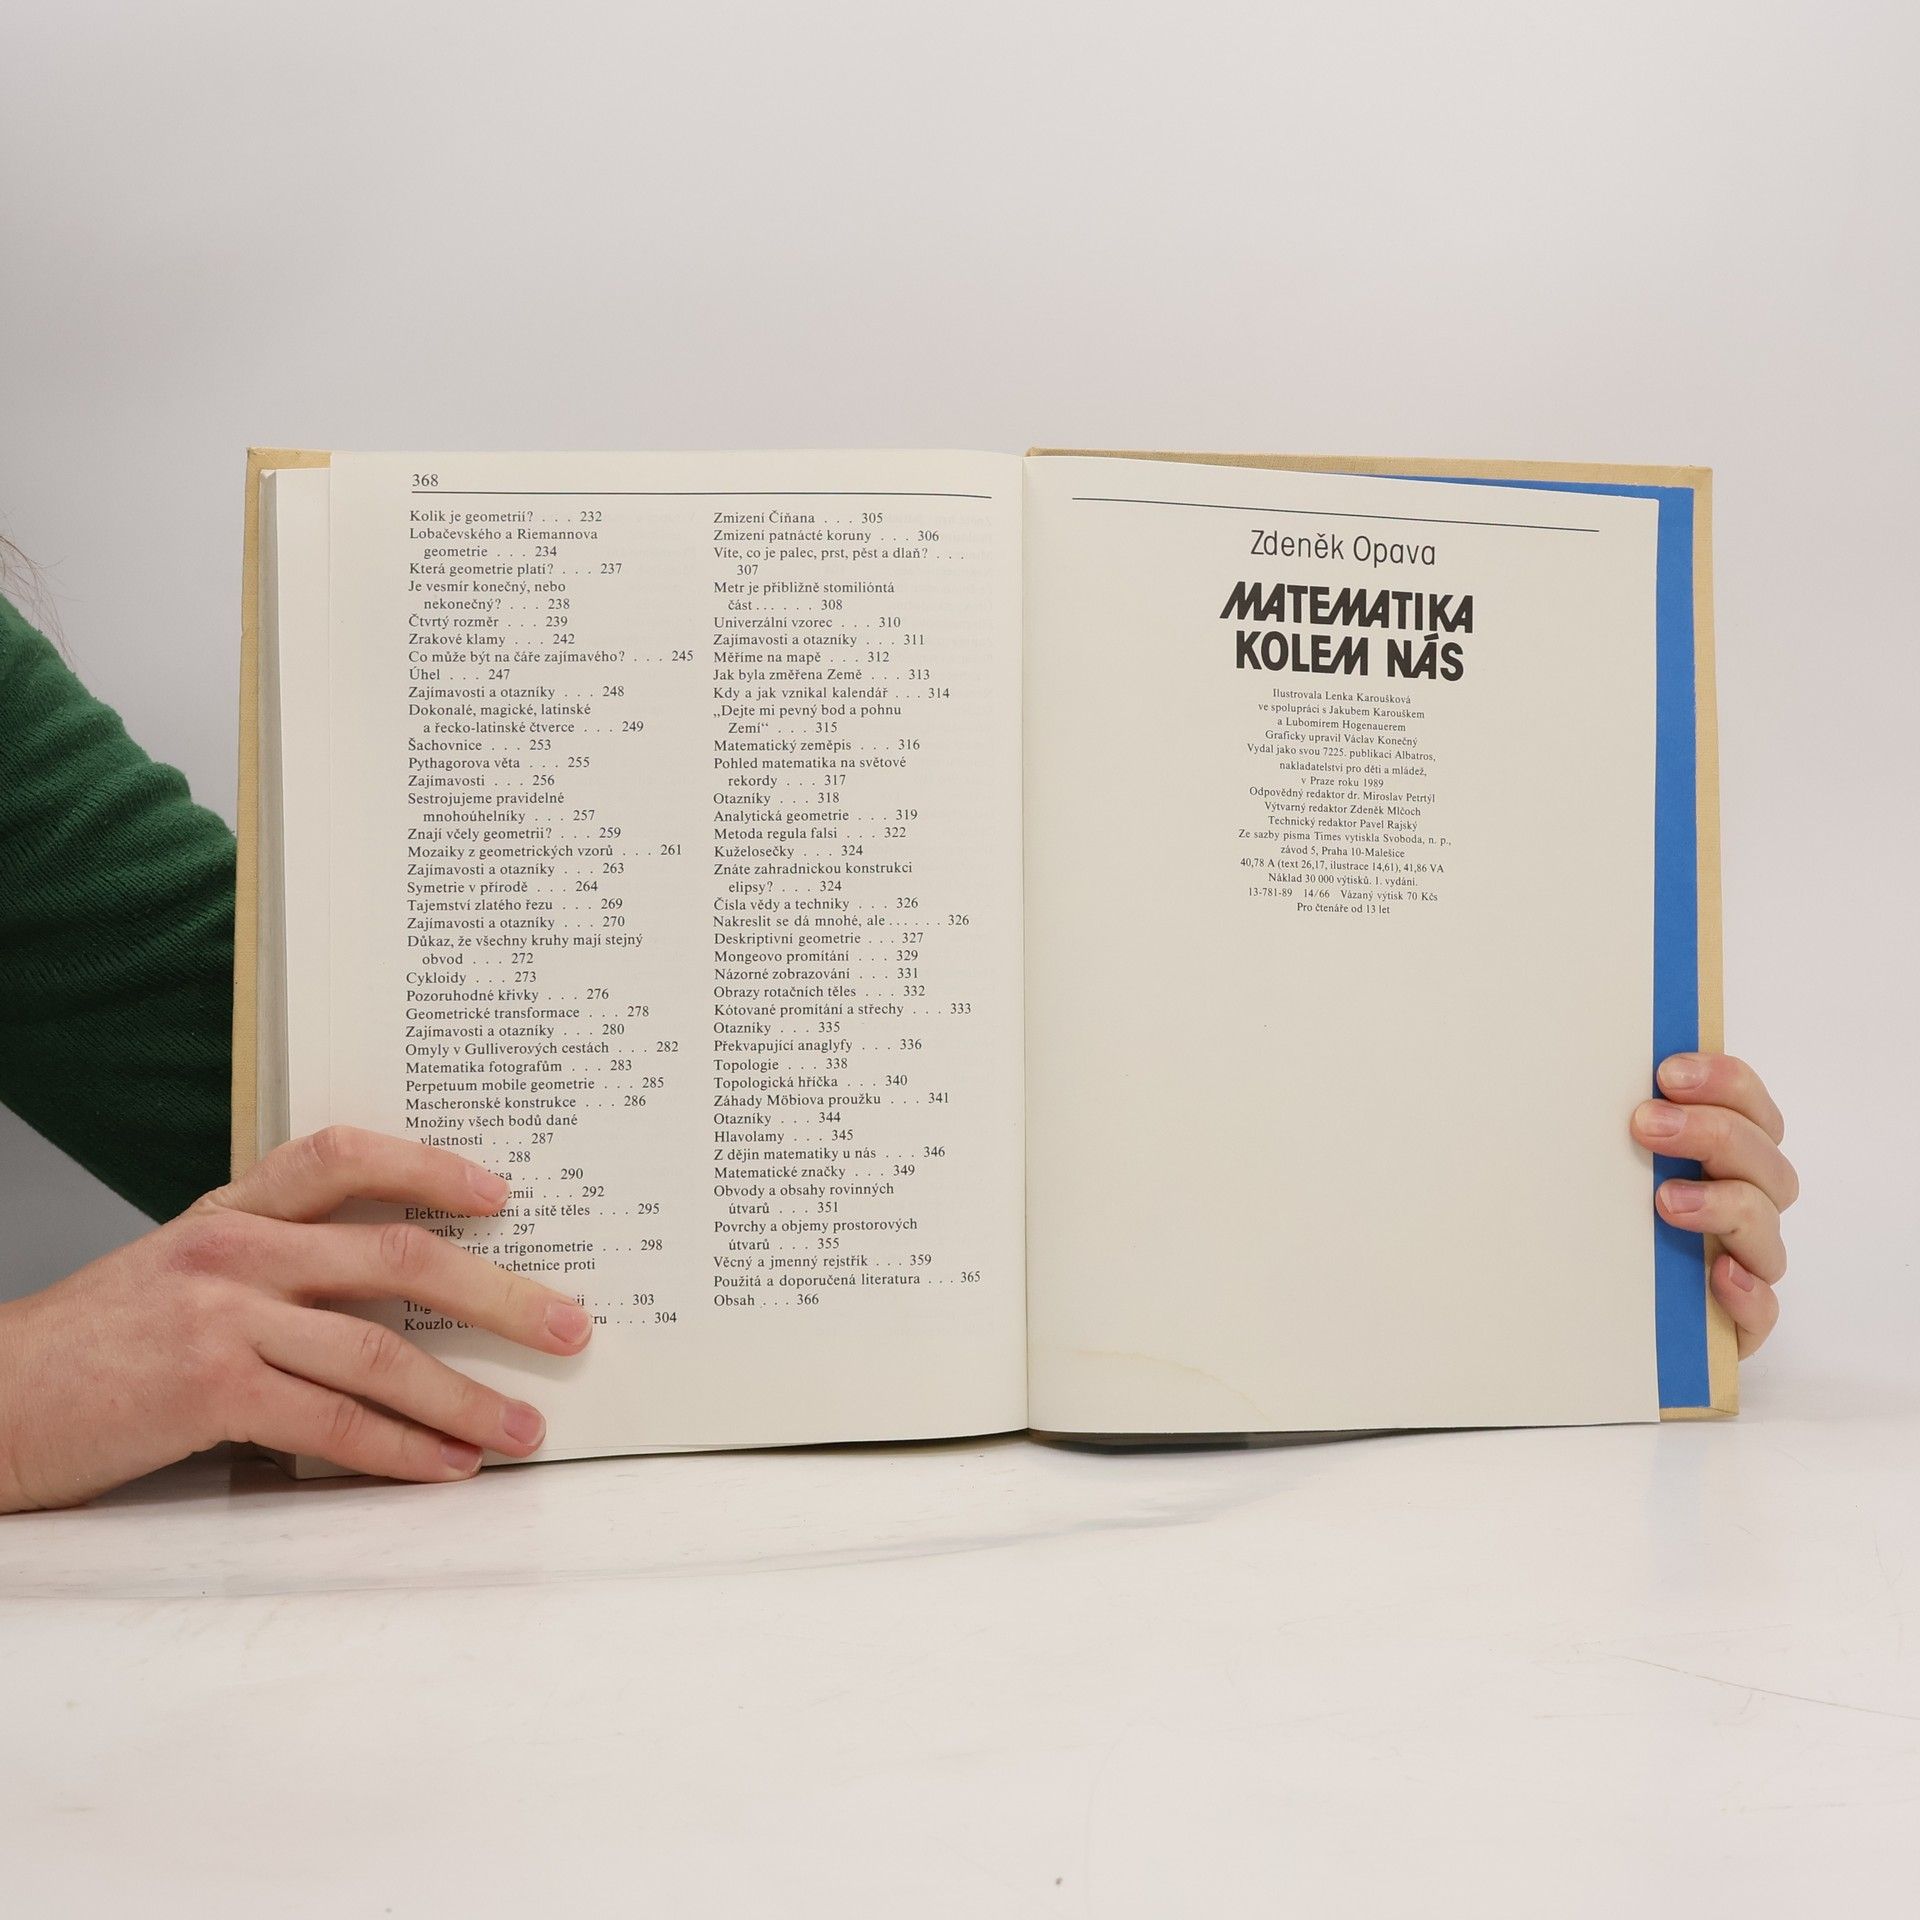 368
Kolik je geometrií? . . . 232
Lobačevského a Riemannova
geometrie . . . 234
Která geometrie platí? . . . 237
Je vesmír konečný, nebo
nekonečný? . . . 238
Čtvrtý rozměr . . . 239
Zrakové klamy . . . 242
Co může být na čáře zajímavého? . . . 245
Úhel . . . 247
Zajímavosti a otazníky . . . 248
Dokonalé, magické, latinské
a řecko-latinské čtverce . . . 249
Šachovnice . . . 253
Pythagorova věta . . . 255
Zajímavosti . . . 256
Sestrojujeme pravidelné
mnohoúhelníky . . . 257
Znají včely geometrii? . . . 259
Mozaiky z geometrických vzorů . . . 261
Zajímavosti a otazníky . . . 263
Symetrie v přírodě . . . 264
Tajemství zlatého řezu . . . 269
Zajímavosti a otazníky . . . 270
Důkaz, že všechny kruhy mají stejný
obvod . . . 272
Cykloidy . . . 273
Pozoruhodné křivky . . . 276
Geometrické transformace . . . 278
Zajímavosti a otazníky . . . 280
Omyly v Gulliverových cestách . . . 282
Matematika fotografům . . . 283
Perpetuum mobile geometrie . . . 285
Mascheronské konstrukce . . . 286
Množiny všech bodů dané
vlastnosti . . . 287
. . 288
. . . 290
. . . 292
a sítě těles . . . 295
. . . 297
a trigonometrie . . . 298
proti
. . . 303
Kouzlo . . . 304
Zmizení Číňana . . . 305
Zmizení patnácté koruny . . . 306
Víte, co je palec, prst, pěst a dlaň? . . .
307
Metr je přibližně stomilióntá
část . . . . . . 308
Univerzální vzorec . . . 310
Zajímavosti a otazníky . . . 311
Měříme na mapě . . . 312
Jak byla změřena Země . . . 313
Kdy a jak vznikal kalendář . . . 314
„Dejte mi pevný bod a pohnu
Zemí“ . . . 315
Matematický zeměpis . . . 316
Pohled matematika na světové
rekordy . . . 317
Otazníky . . . 318
Analytická geometrie . . . 319
Metoda regula falsi . . . 322
Kuželosečky . . . 324
Znáte zahradnickou konstrukci
elipsy? . . . 324
Čísla vědy a techniky . . . 326
Nakreslit se dá mnohé, ale . . . . . . 326
Deskriptivní geometrie . . . 327
Mongeovo promítání . . . 329
Názorné zobrazování . . . 331
Obrazy rotačních těles . . . 332
Kótované promítání a střechy . . . 333
Otazníky . . . 335
Překvapující anaglyfy . . . 336
Topologie . . . 338
Topologická hříčka . . . 340
Záhady Möbiova proužku . . . 341
Otazníky . . . 344
Hlavolamy . . . 345
Z dějin matematiky u nás . . . 346
Matematické značky . . . 349
Obvody a obsahy rovinných
útvarů . . . 351
Povrchy a objemy prostorových
útvarů . . . 355
Věcný a jmenný rejstřík . . . 359
Použitá a doporučená literatura . . . 365
Obsah . . . 366
Zdeněk Opava
MATEMATIKA
KOLEM NÁS
Ilustrovala Lenka Karoušková
ve spolupráci s Jakubem Karouškem
a Lubomírem Hogenauerem
Graficky upravil Václav Konečný
Vydal jako svou 7225. publikaci Albatros,
nakladatelství pro děti a mládež,
v Praze roku 1989
Odpovědný redaktor dr. Miroslav Petrtýl
Výtvarný redaktor Zdeněk Mlčoch
Technický redaktor Pavel Rajský
Ze sazby písma Times vytiskla Svoboda, n. p.,
závod 5, Praha 10-Malešice
40,78 A (text 26,17, ilustrace 14,61), 41,86 VA
Náklad 30 000 výtisků. 1. vydání.
13-781-89 14/66 Vázaný výtisk 70 Kčs
Pro čtenáře od 13 let